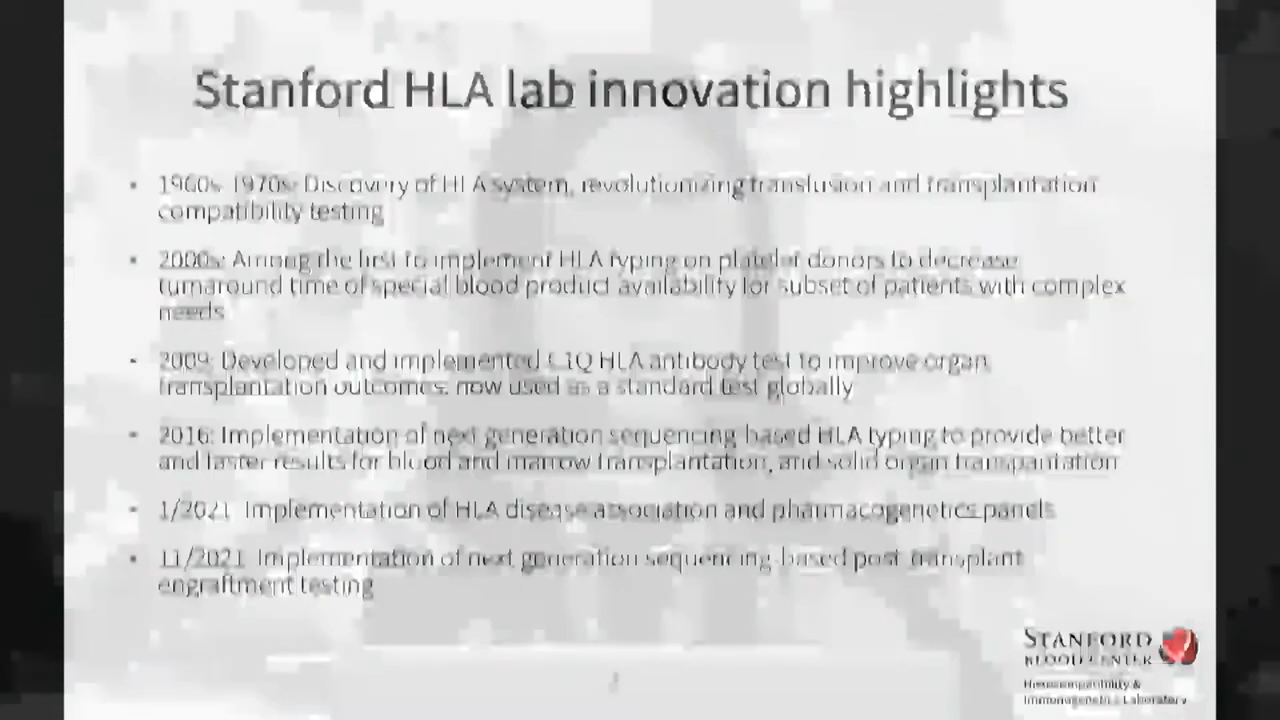 Stanford HLA lab innovation highlights
• 1960s-1970s: Discovery of HLA system, revolutionizing transfusion and transplantation
compatibility testing
• 2000s: Among the first to implement HLA typing on platelet donors to decrease
turnaround time of special blood product availability for subset of patients with complex
needs
• 2009: Developed and implemented C1Q HLA antibody test to improve organ
transplantation outcomes, now used as a standard test globally
• 2016: Implementation of next generation sequencing based HLA typing to provide better
and faster results for blood and marrow transplantation, and solid organ transpantation
• 1/2021 Implementation of HLA disease association and pharmacogenetics panels
• 11/2021 Implementation of next generation sequencing-based post transplant
engraftment testing
STANFORD
BLOOD CENTER
Histocompatibility &
Immunogenetics Laboratory